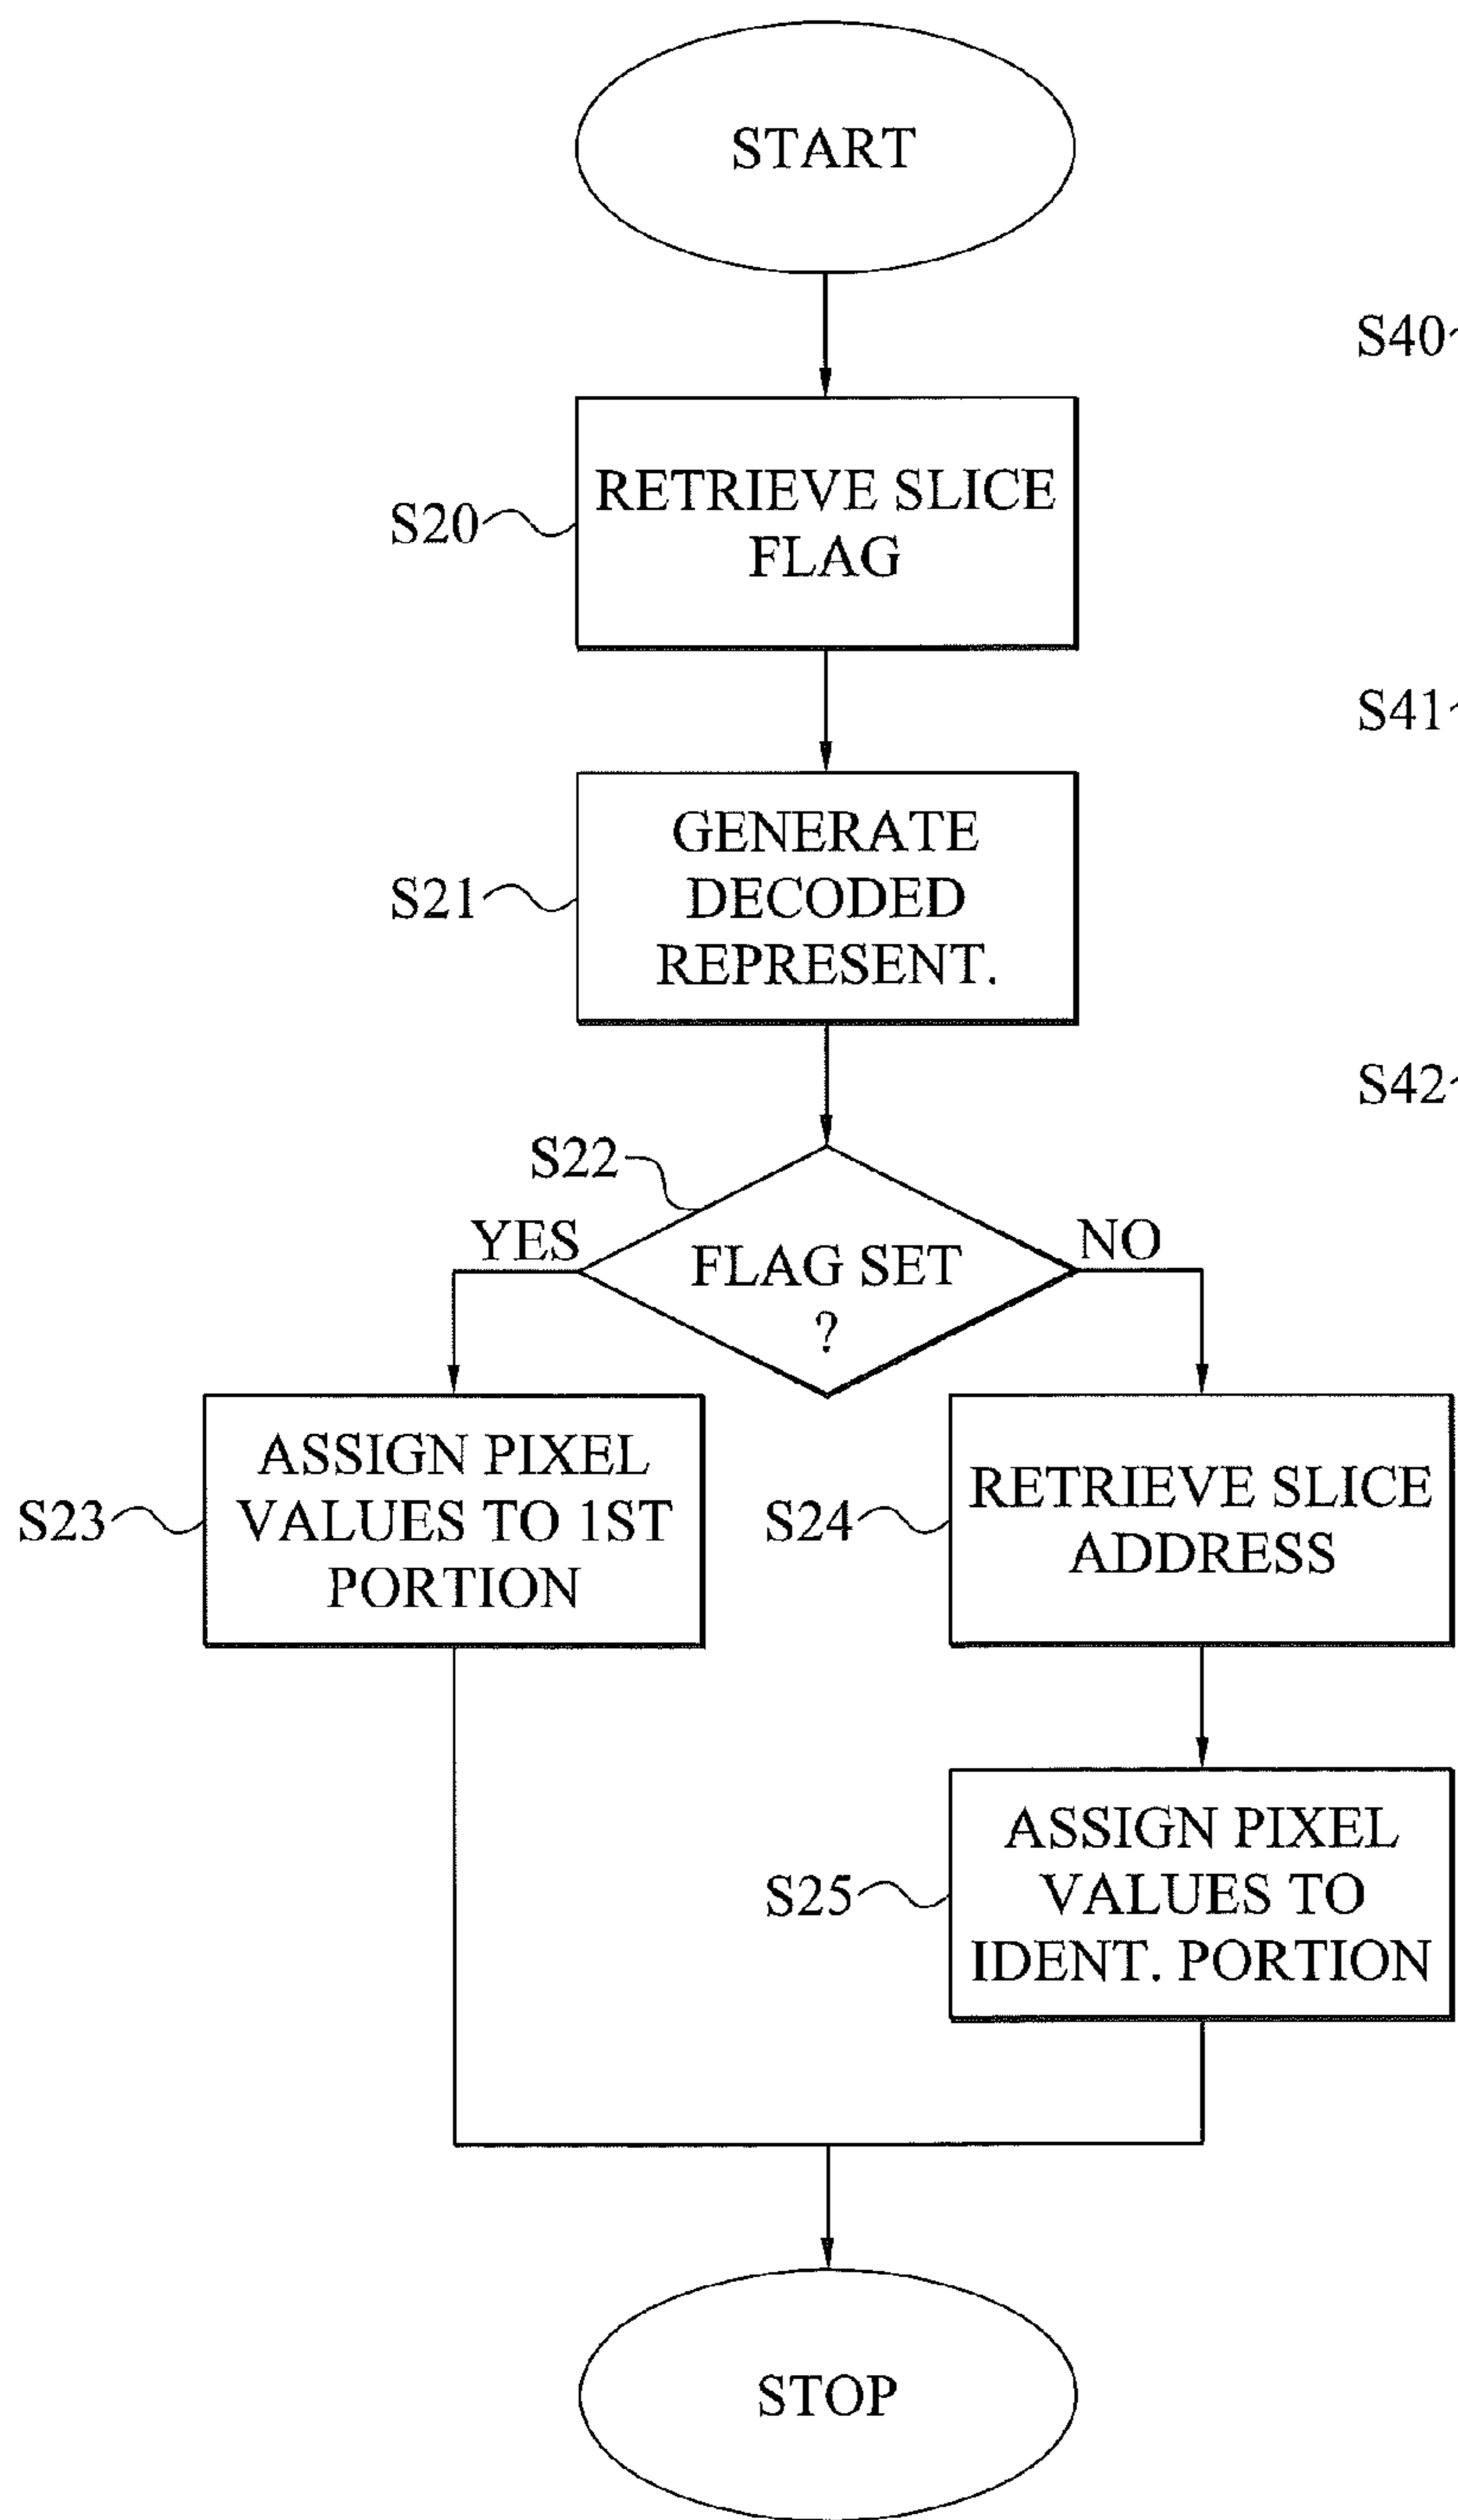 START
S40
RETRIEVE SLICE
FLAG
S20
S41
GENERATE
DECODED
REPRESENT.
S21
S42
S22
YES
NO
FLAG SET
?
ASSIGN PIXEL
VALUES TO 1ST
PORTION
S23
RETRIEVE SLICE
ADDRESS
S24
ASSIGN PIXEL
VALUES TO
IDENT. PORTION
S25
STOP